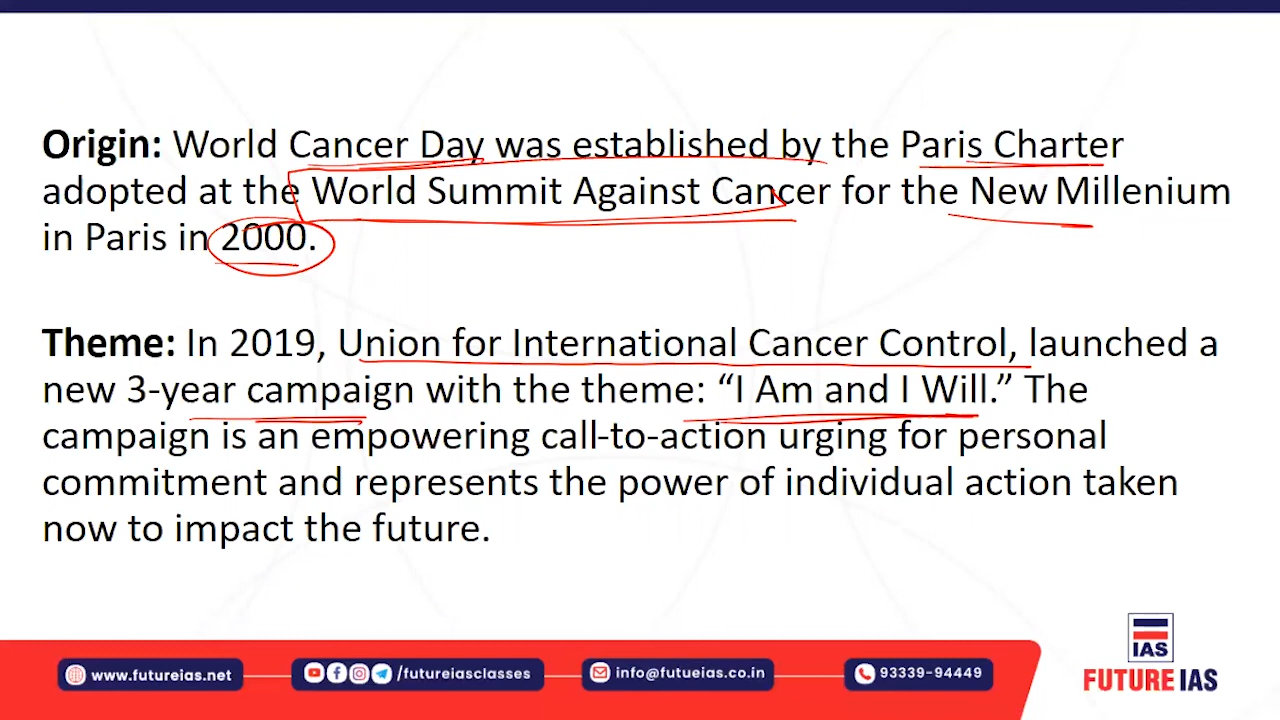 Origin: World Cancer Day was established by the Paris Charter
adopted at the World Summit Against Cancer for the New Millenium
in Paris in 2000.
Theme: In 2019, Union for International Cancer Control, launched a
new 3-year campaign with the theme: “I Am and I Will.” The
campaign is an empowering call-to-action urging for personal
commitment and represents the power of individual action taken
now to impact the future.
IAS
FUTURE IAS
www.futureias.net
/futureiasclasses
info@futueias.co.in
93339-94449